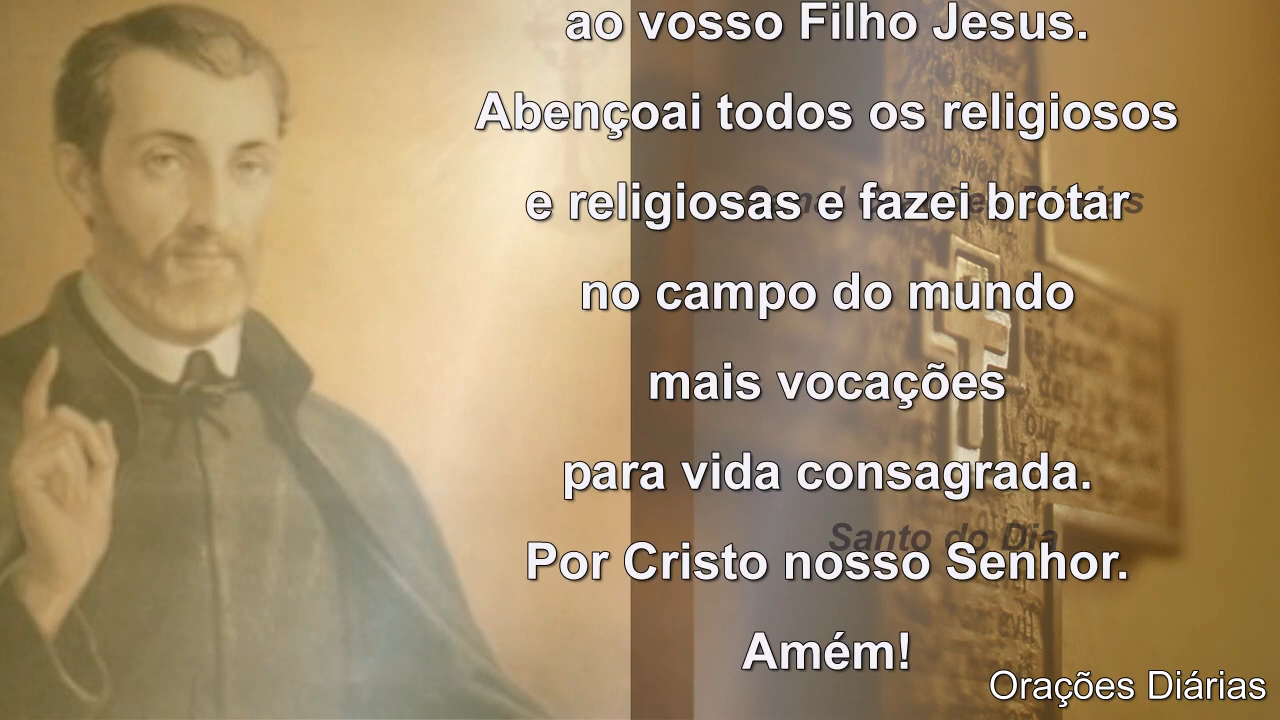 ao vosso Filho Jesus.
Abençoai todos os religiosos
e religiosas e fazei brotar
no campo do mundo
mais vocações
para vida consagrada.
Santo do Dia
Por Cristo nosso Senhor.
Amém!
Orações Diárias